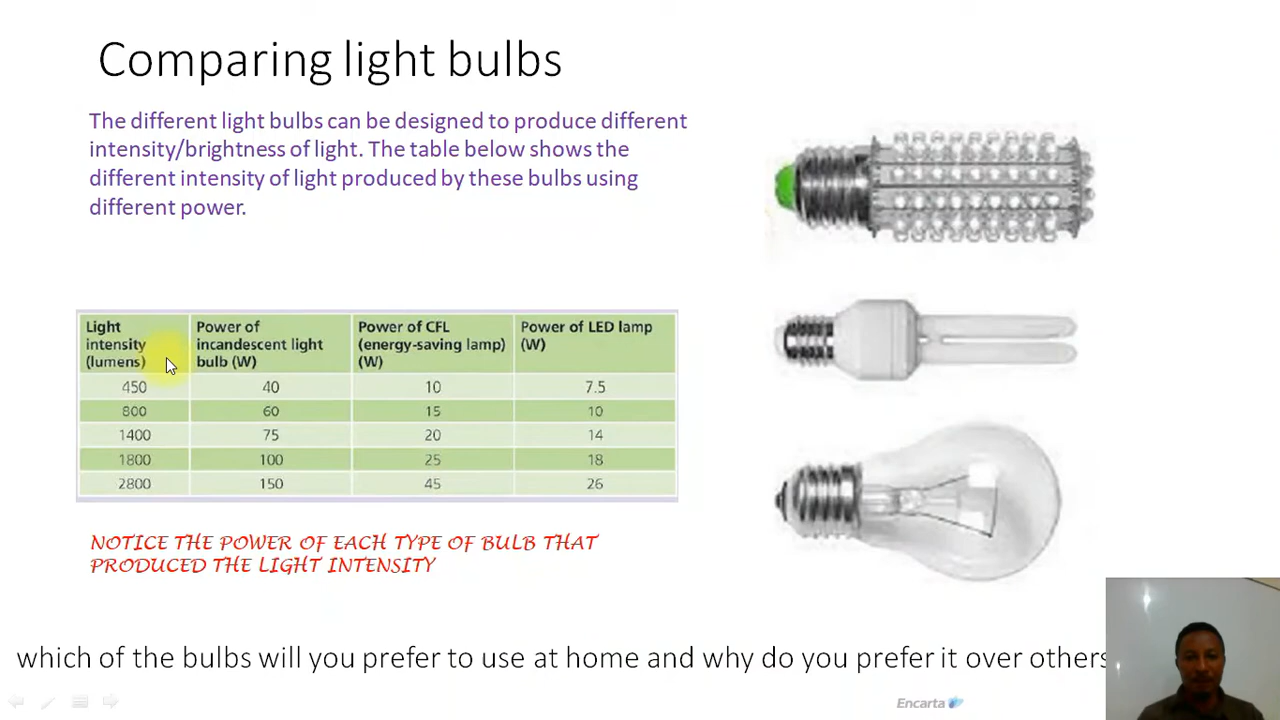 Comparing light bulbs
The different light bulbs can be designed to produce different
intensity/brightness of light. The table below shows the
different intensity of light produced by these bulbs using
different power.
Light intensity (lumens) Power of incandescent light bulb (W) Power of CFL (energy-saving lamp) (W) Power of LED lamp (W)
450 40 10 7.5
800 60 15 10
1400 75 20 14
1800 100 25 18
2800 150 45 26
NOTICE THE POWER OF EACH TYPE OF BULB THAT
PRODUCED THE LIGHT INTENSITY
which of the bulbs will you prefer to use at home and why do you prefer it over others
Encarta